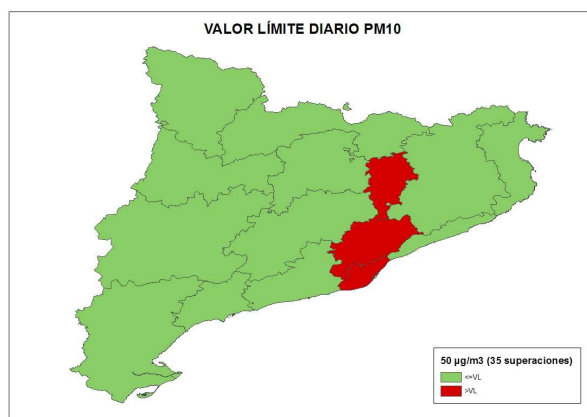 VALOR LÍMITE DIARIO PM10
50 µg/m3 (35 superaciones)
<=VL
>VL